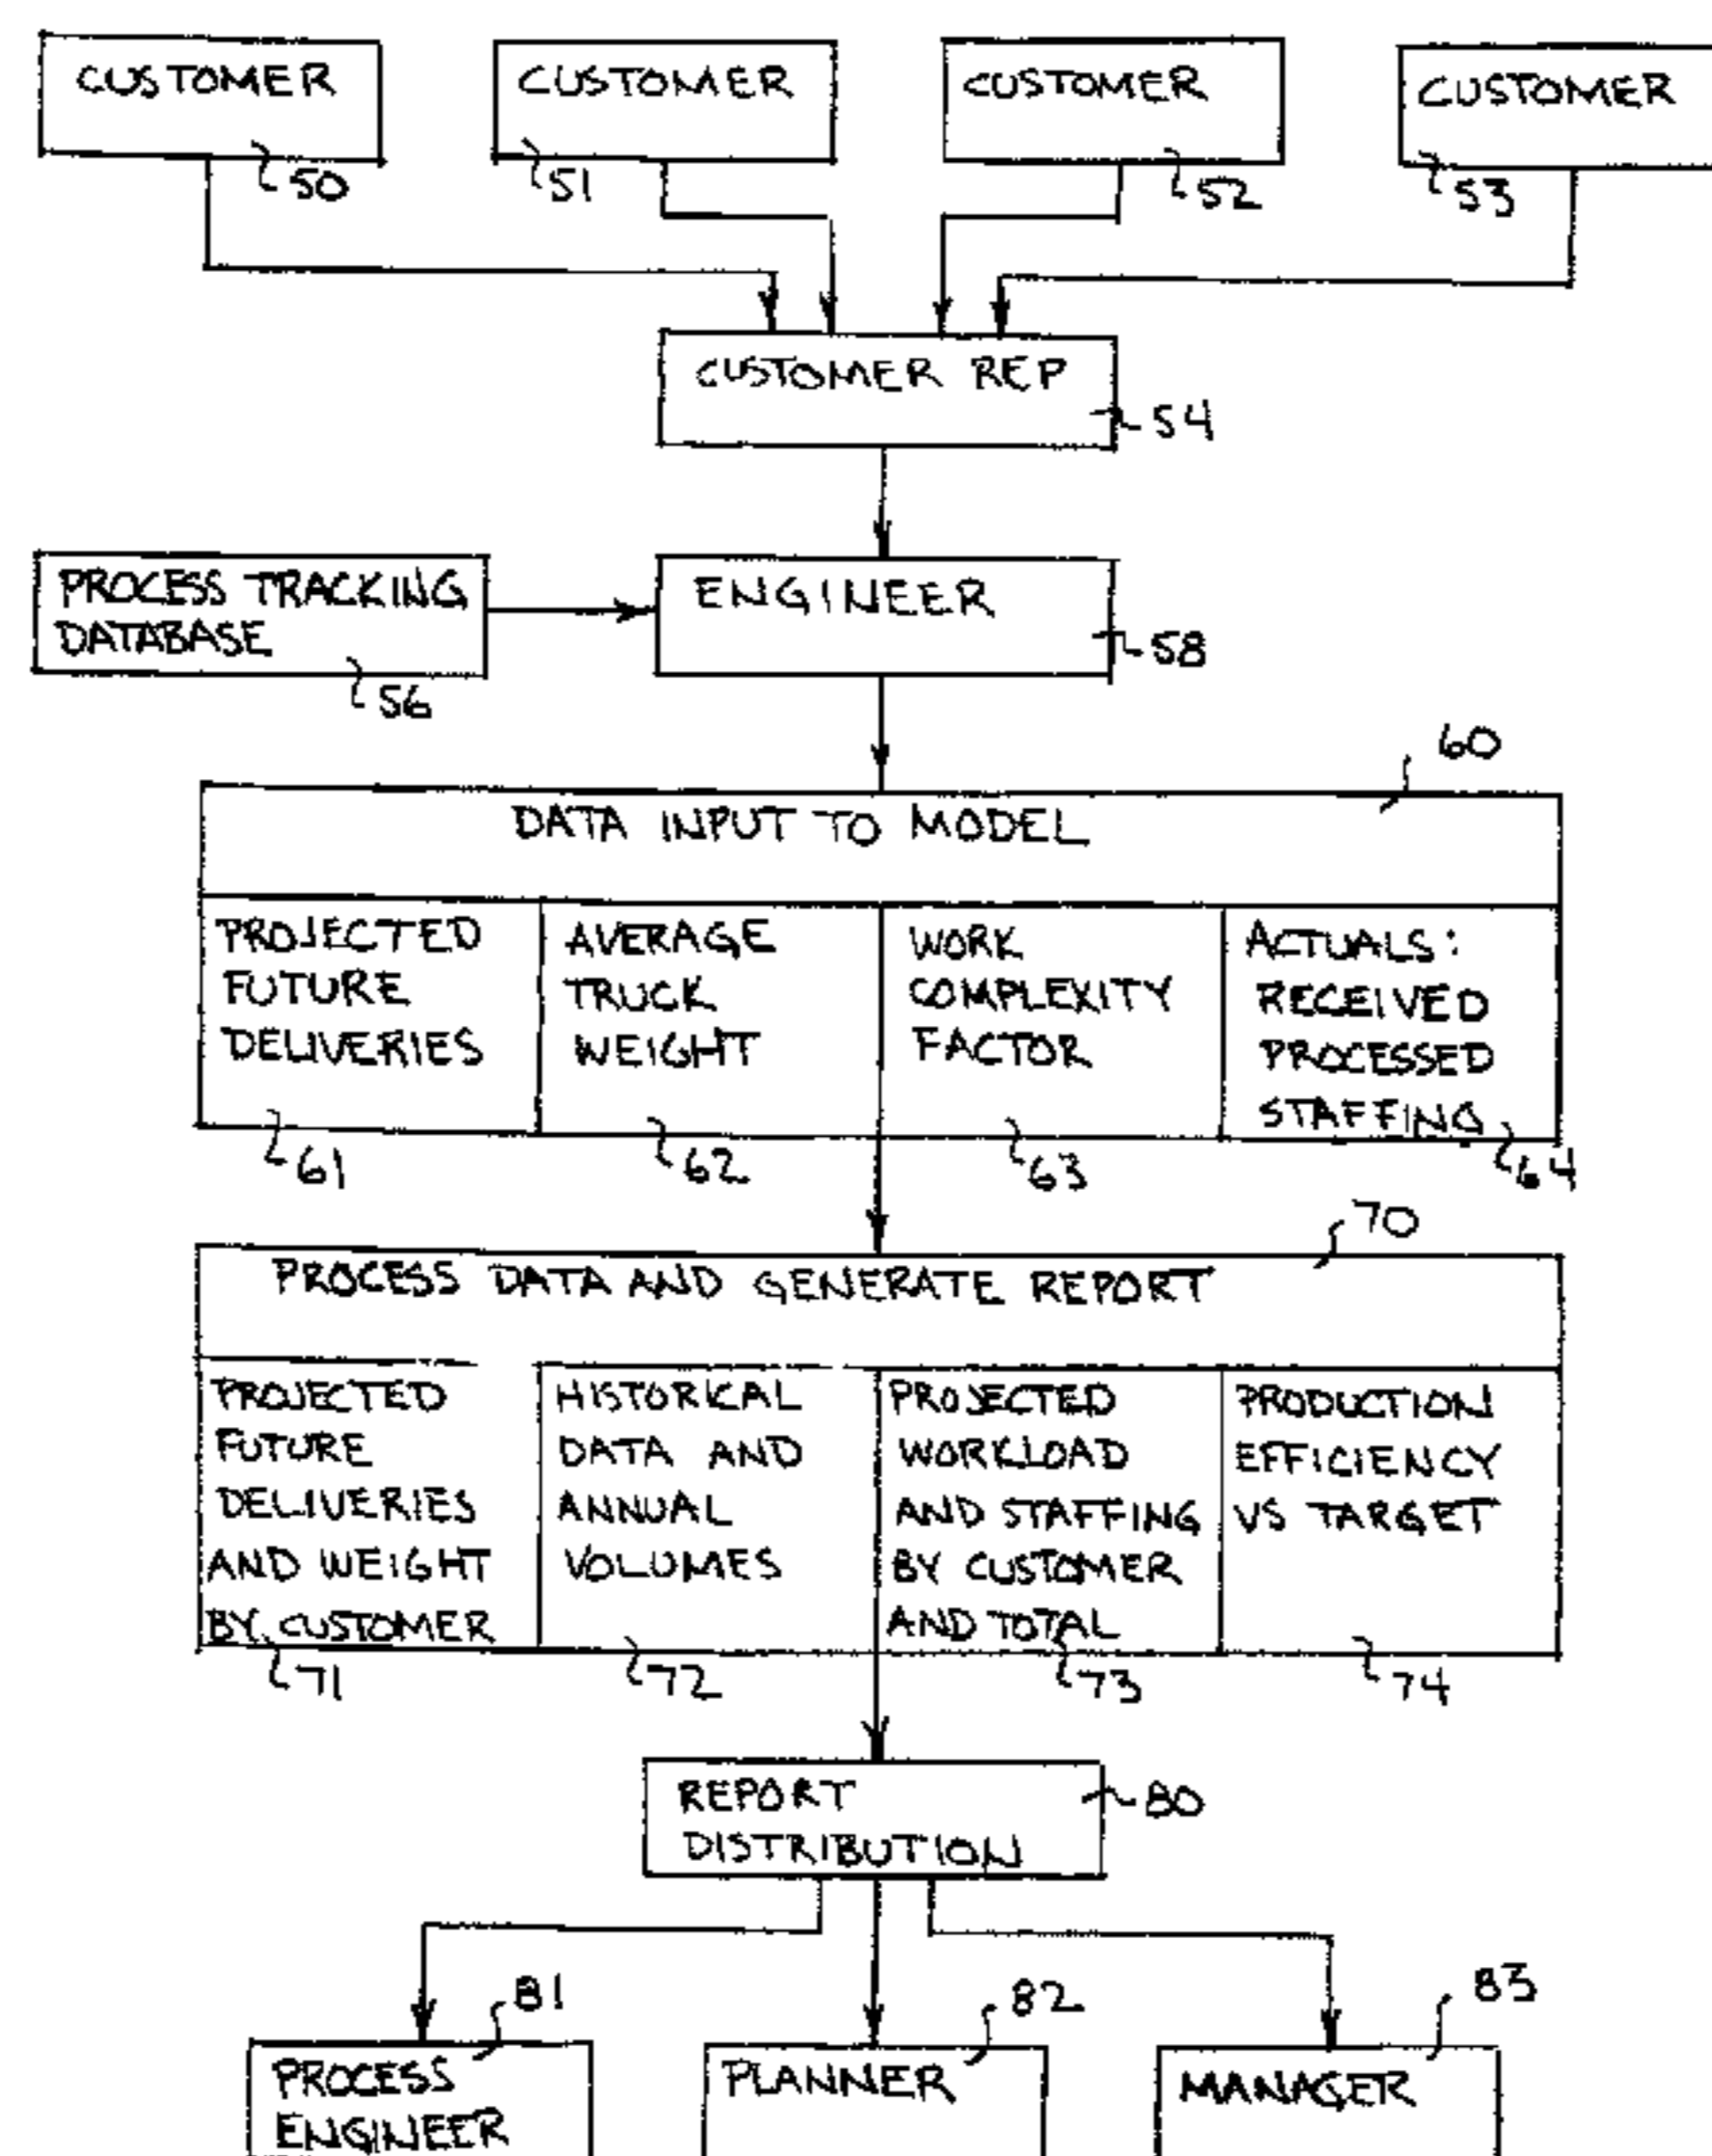 CUSTOMER
50
CUSTOMER
51
CUSTOMER
52
CUSTOMER
53
CUSTOMER REP
54
PROCESS TRACKING
DATABASE
56
ENGINEER
58
60
DATA INPUT TO MODEL
PROJECTED
FUTURE
DELIVERIES
61
AVERAGE
TRUCK
WEIGHT
62
WORK
COMPLEXITY
FACTOR
63
ACTUALS:
RECEIVED
PROCESSED
STAFFING
64
70
PROCESS DATA AND GENERATE REPORT
PROJECTED
FUTURE
DELIVERIES
AND WEIGHT
BY CUSTOMER
71
HISTORICAL
DATA AND
ANNUAL
VOLUMES
72
PROJECTED
WORKLOAD
AND STAFFING
BY CUSTOMER
AND TOTAL
73
PRODUCTION
EFFICIENCY
VS TARGET
74
REPORT
DISTRIBUTION
80
81
PROCESS
ENGINEER
82
PLANNER
83
MANAGER